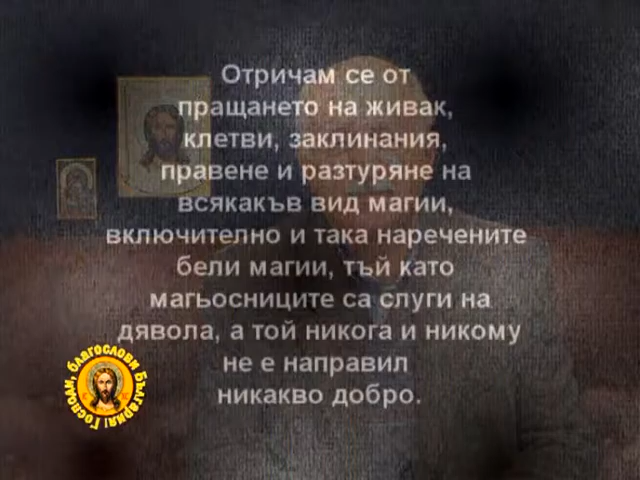 Отричам се от
пращането на живак,
клетви, заклинания,
правене и разтуряне на
всякакъв вид магии,
включително и така наречените
бели магии, тъй като
магьосниците са слуги на
дявола, а той никога и никому
не е направил
никакво добро.
Господи, благослови България!